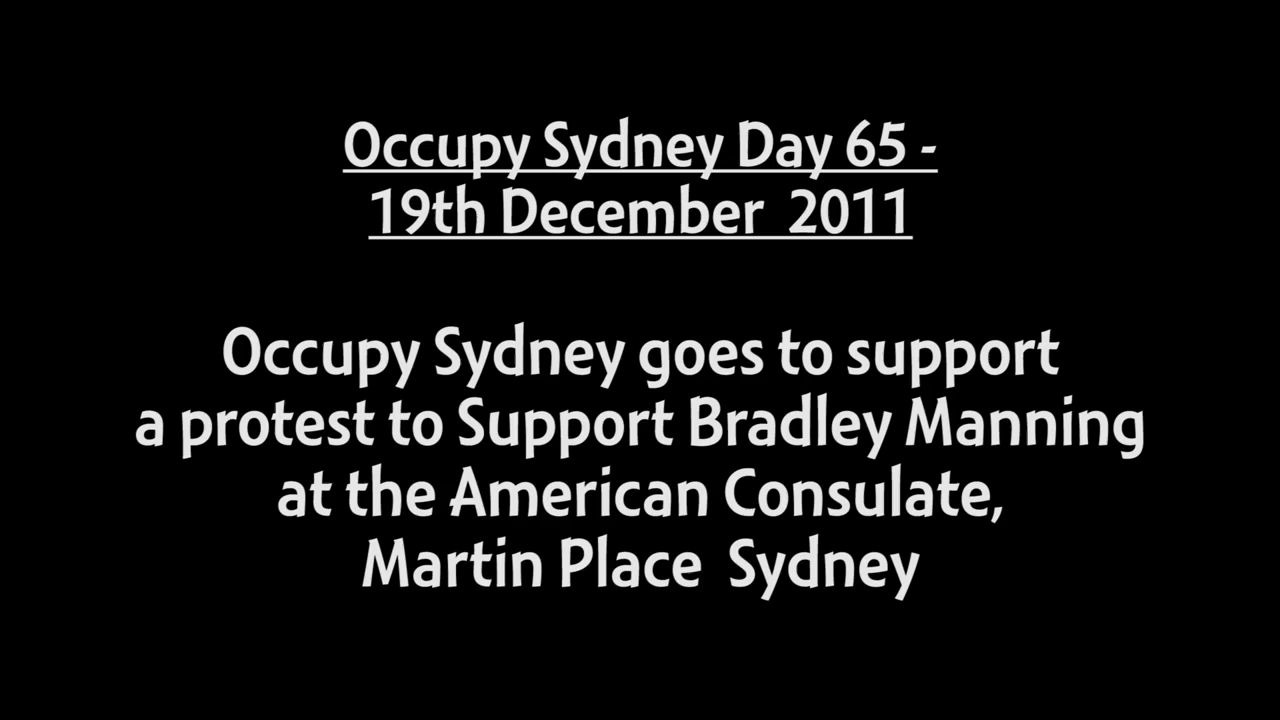 Occupy Sydney Day 65 -
19th December  2011
Occupy Sydney goes to support
a protest to Support Bradley Manning
at the American Consulate,
Martin Place  Sydney